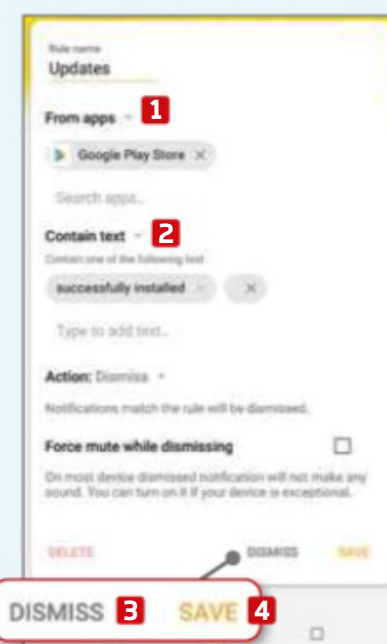 Rule name
Updates
From apps 1
Google Play Store ×
Search apps...
Contain text 2
Contain one of the following text
successfully installed ×
Type to add text...
Action: Dismiss
Notifications match the rule will be dismissed.
Force mute while dismissing
On most device dismissed notification will not make any
sound. You can turn on it if your device is exceptional.
DELETE DISMISS SAVE
DISMISS 3 SAVE 4